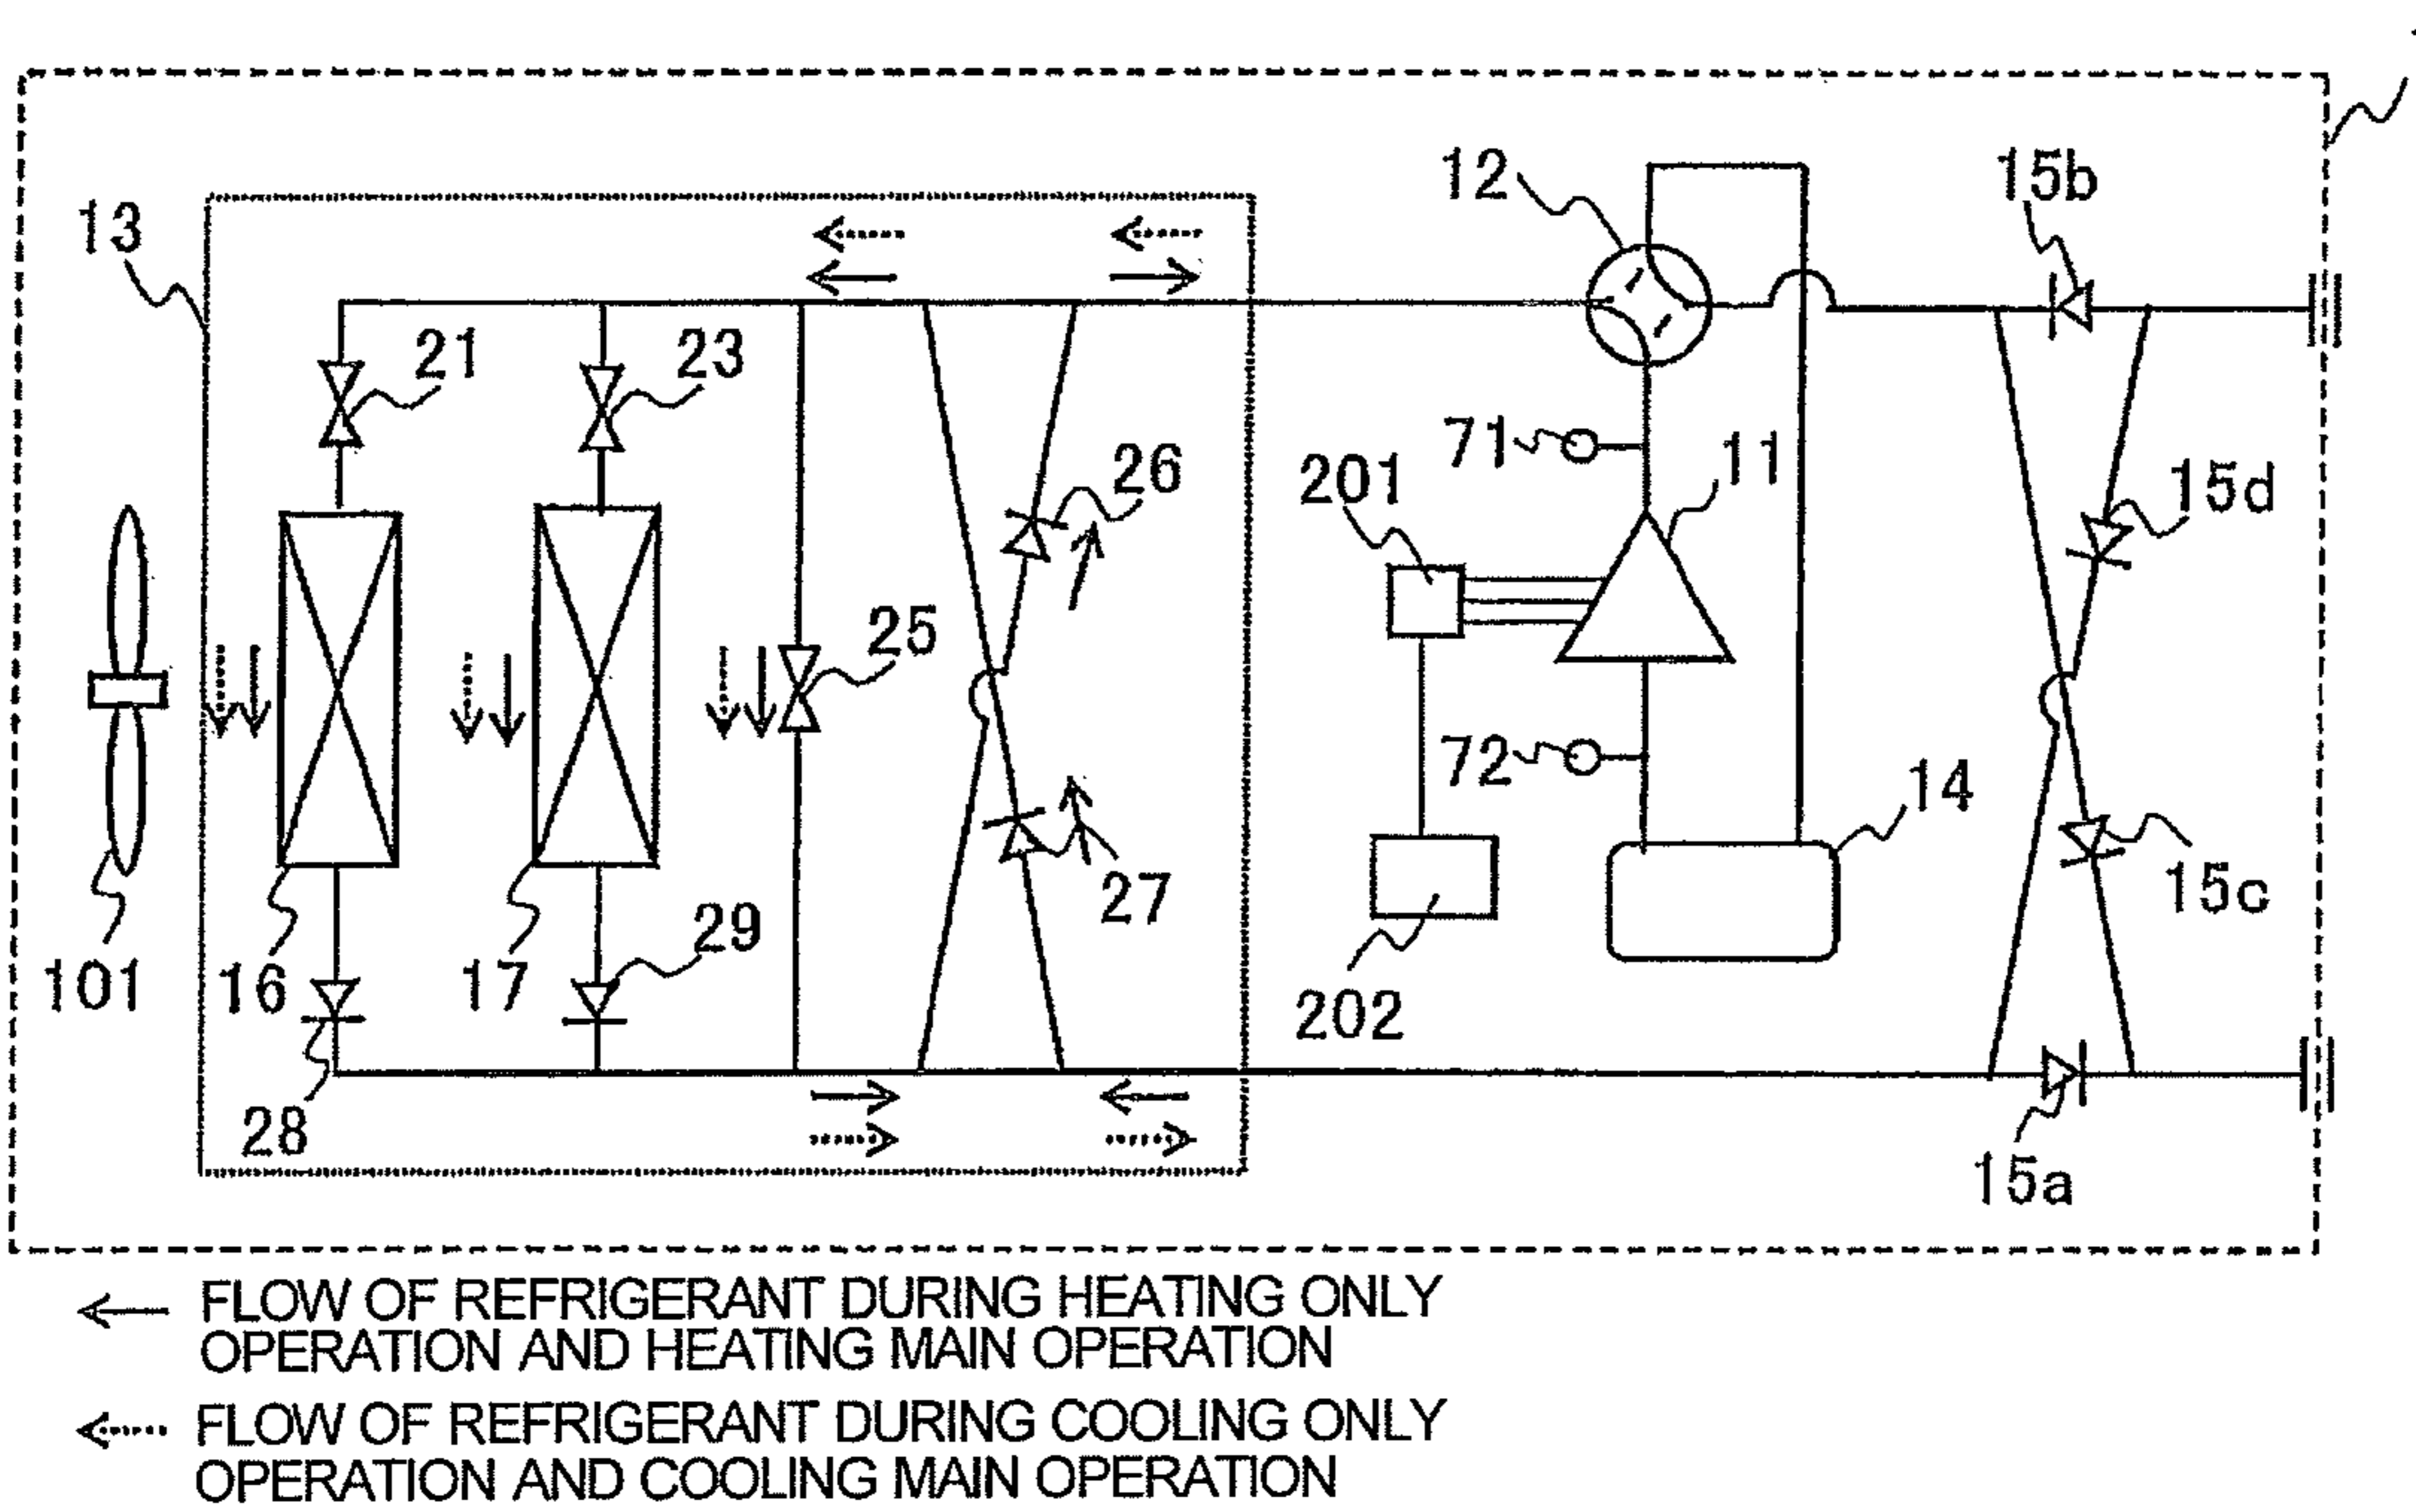 12
15b
13
21
23
71
11
26
201
15d
25
72
14
27
15c
29
101
16
17
202
28
15a
FLOW OF REFRIGERANT DURING HEATING ONLY
OPERATION AND HEATING MAIN OPERATION
FLOW OF REFRIGERANT DURING COOLING ONLY
OPERATION AND COOLING MAIN OPERATION